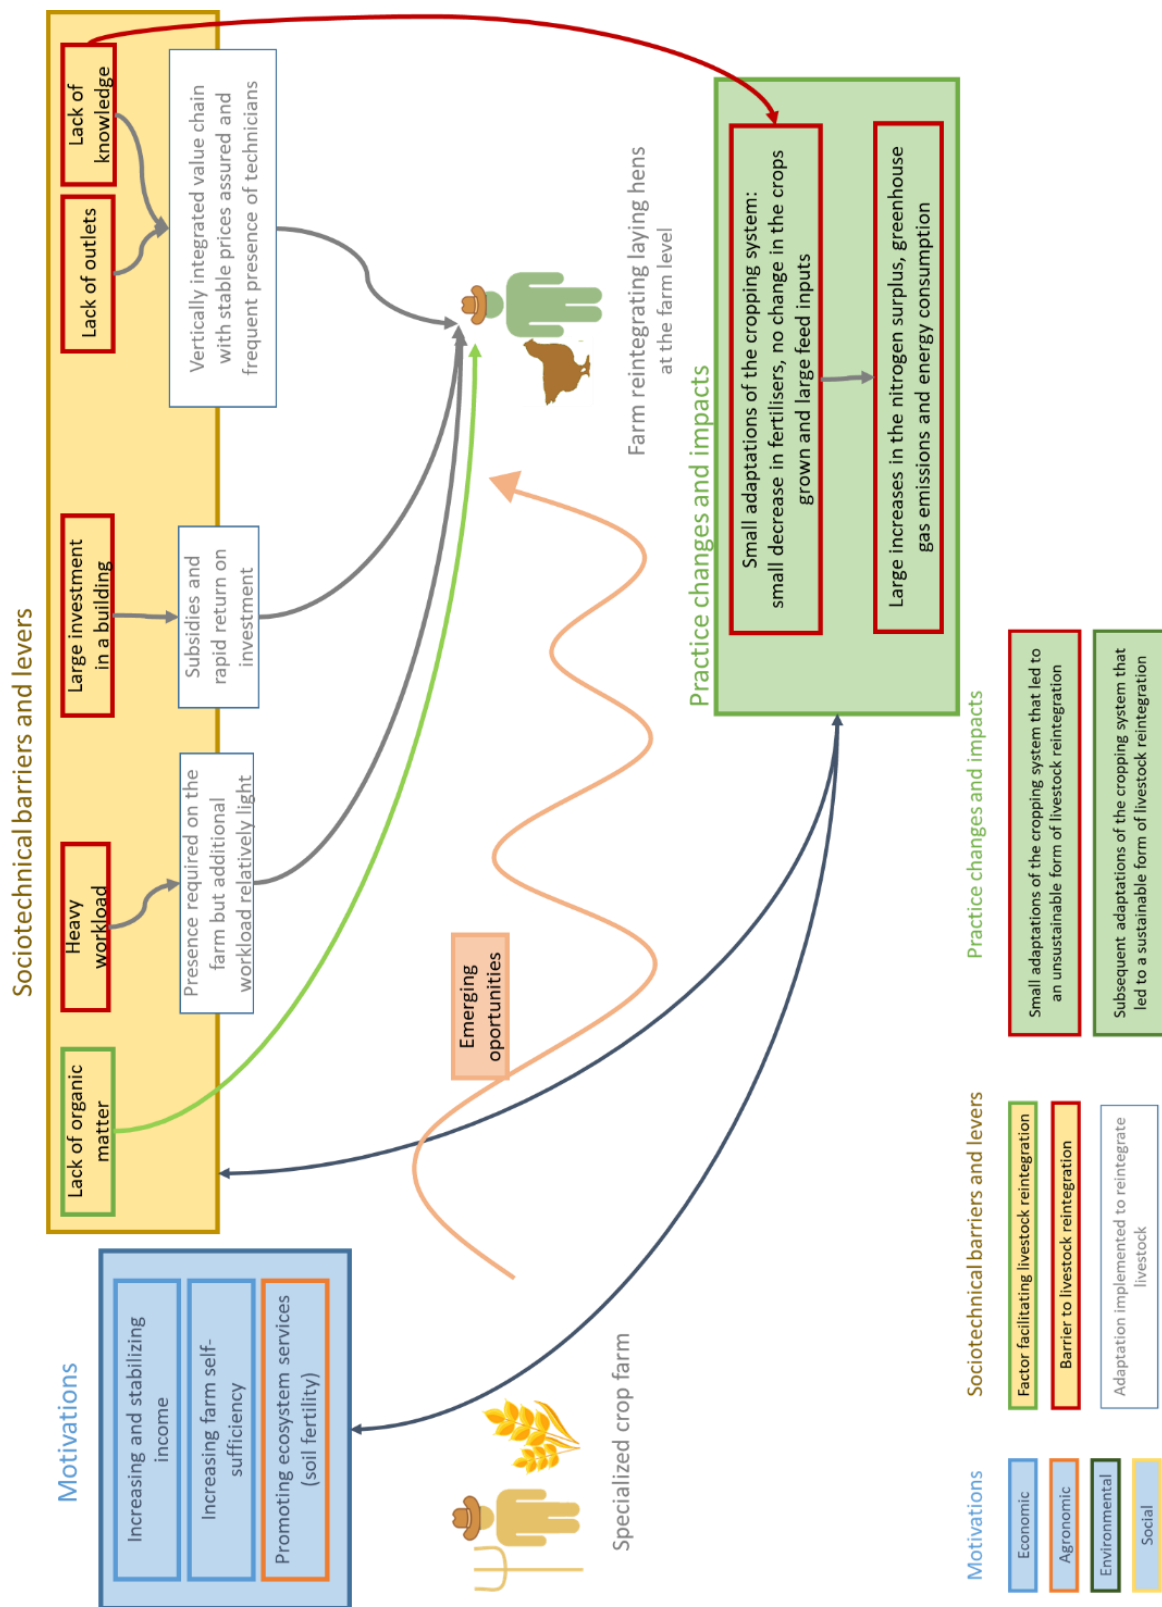 Sociotechnical barriers and levers
Motivations
Increasing and stabilizing
income
Increasing farm self-
sufficiency
Promoting ecosystem services
(soil fertility)
Lack of organic
matter
Heavy
workload
Large investment
in a building
Lack of outlets
Lack of
knowledge
Presence required on the
farm but additional
workload relatively light
Subsidies and
rapid return on
investment
Vertically integrated value chain
with stable prices assured and
frequent presence of technicians
Emerging
oportunities
Specialized crop farm
Farm reintegrating laying hens
at the farm level
Practice changes and impacts
Small adaptations of the cropping system:
small decrease in fertilisers, no change in the crops
grown and large feed inputs
Large increases in the nitrogen surplus, greenhouse
gas emissions and energy consumption
Motivations
Economic
Agronomic
Environmental
Social
Sociotechnical barriers and levers
Factor facilitating livestock reintegration
Barrier to livestock reintegration
Adaptation implemented to reintegrate
livestock
Practice changes and impacts
Small adaptations of the cropping system that led to
an unsustainable form of livestock reintegration
Subsequent adaptations of the cropping system that
led to a sustainable form of livestock reintegration